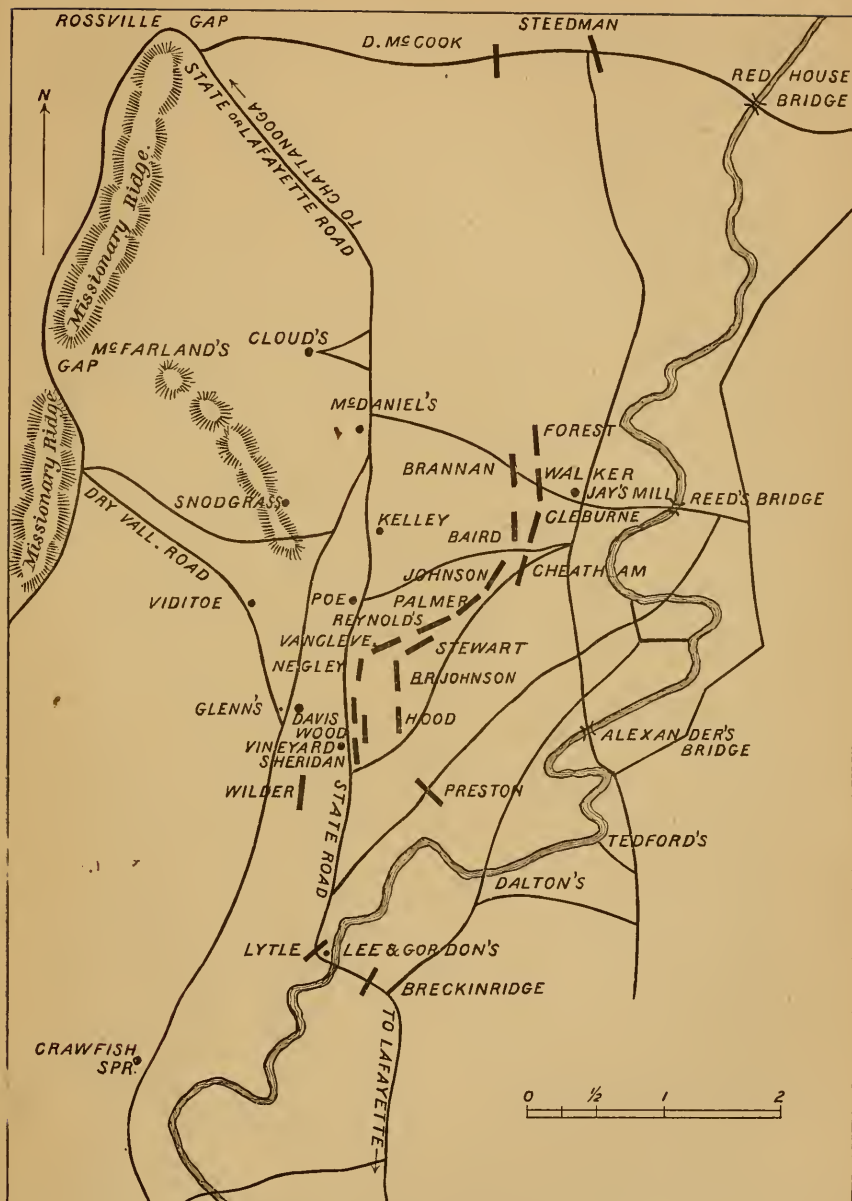 ROSSVILLE GAP
STEEDMAN
D. McCOOK
RED HOUSE
BRIDGE
N
STATE OR LAFAYETTE ROAD
TO CHATTANOOGA
Missionary Ridge.
CLOUD'S
GAP
McFARLAND'S
McDANIEL'S
Missionary Ridge
FOREST
BRANNAN
WALKER
JAY'S MILL
REED'S BRIDGE
SNODGRASS
KELLEY
CLEBURNE
BAIRD
DRY VALL. ROAD
JOHNSON
CHEATHAM
VIDITOE
POE
PALMER
REYNOLD'S
VANCLEVE.
STEWART
NEGLEY
B.R.JOHNSON
GLENN'S
DAVIS
HOOD
WOOD
ALEXANDER'S
BRIDGE
VINEYARD
SHERIDAN
WILDER
STATE ROAD
PRESTON
TEDFORD'S
DALTON'S
LYTLE
LEE & GORDON'S
BRECKINRIDGE
TO LAFAYETTE
CRAWFISH
SPR.
0 ½ 1 2